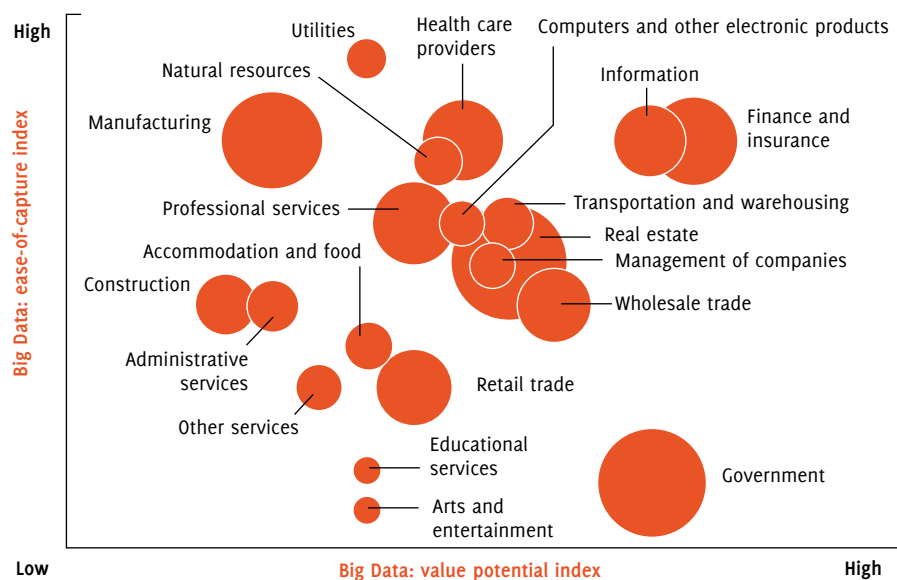 High
Big Data: ease-of-capture index
Utilities
Health care
providers
Computers and other electronic products
Natural resources
Information
Manufacturing
Finance and
insurance
Professional services
Transportation and warehousing
Real estate
Accommodation and food
Management of companies
Construction
Wholesale trade
Administrative
services
Retail trade
Other services
Educational
services
Government
Arts and
entertainment
Low
Big Data: value potential index
High